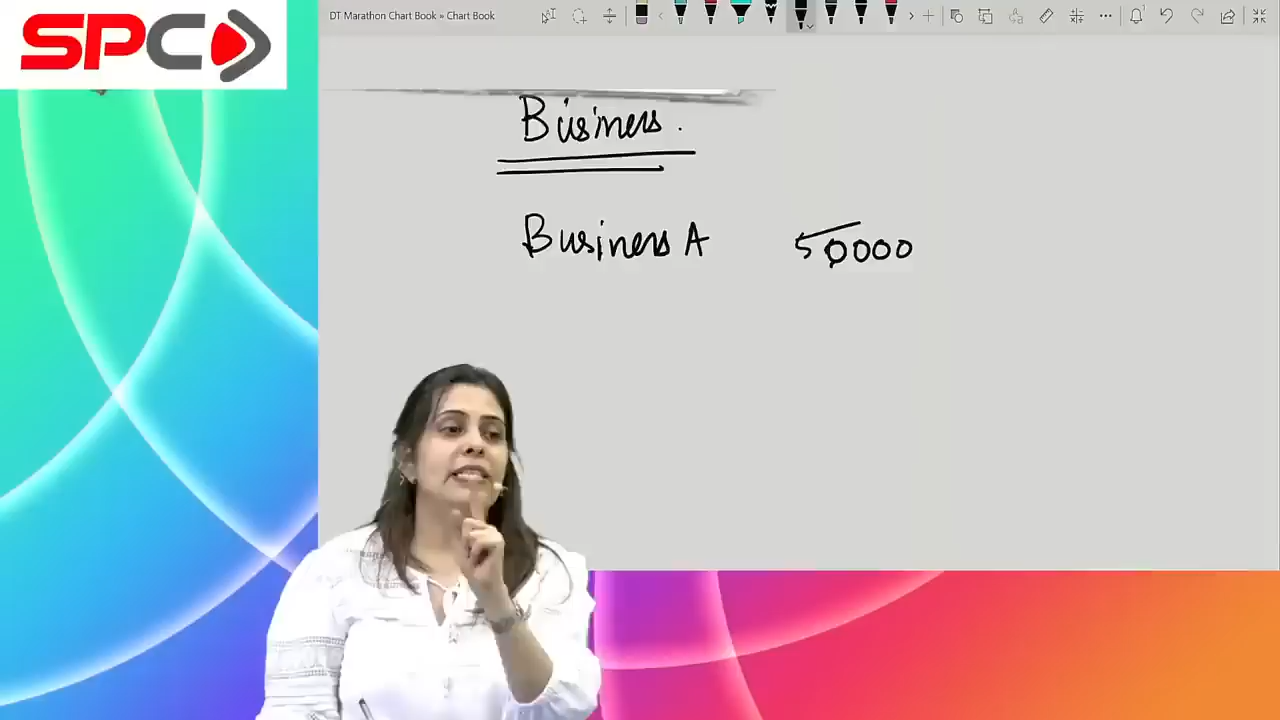 SPC
DT Marathon Chart Book » Chart Book
Business.
Business A 50000